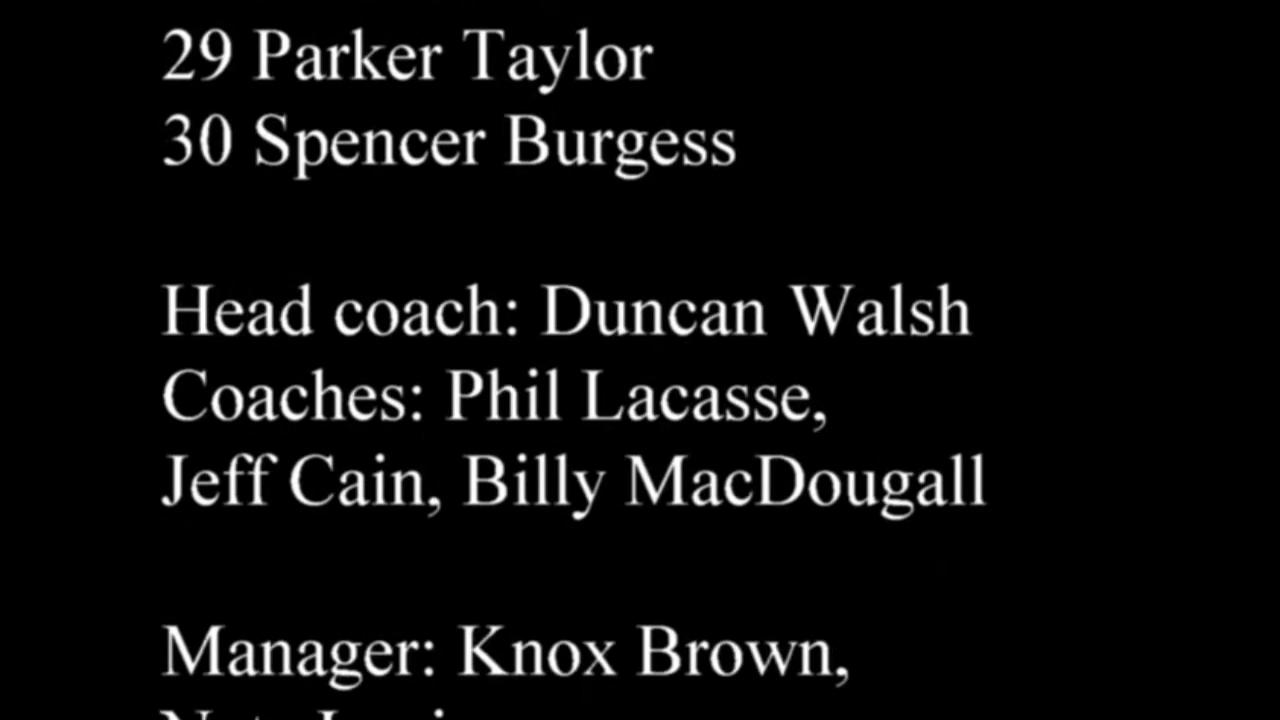 29 Parker Taylor
30 Spencer Burgess
Head coach: Duncan Walsh
Coaches: Phil Lacasse,
Jeff Cain, Billy MacDougall
Manager: Knox Brown,